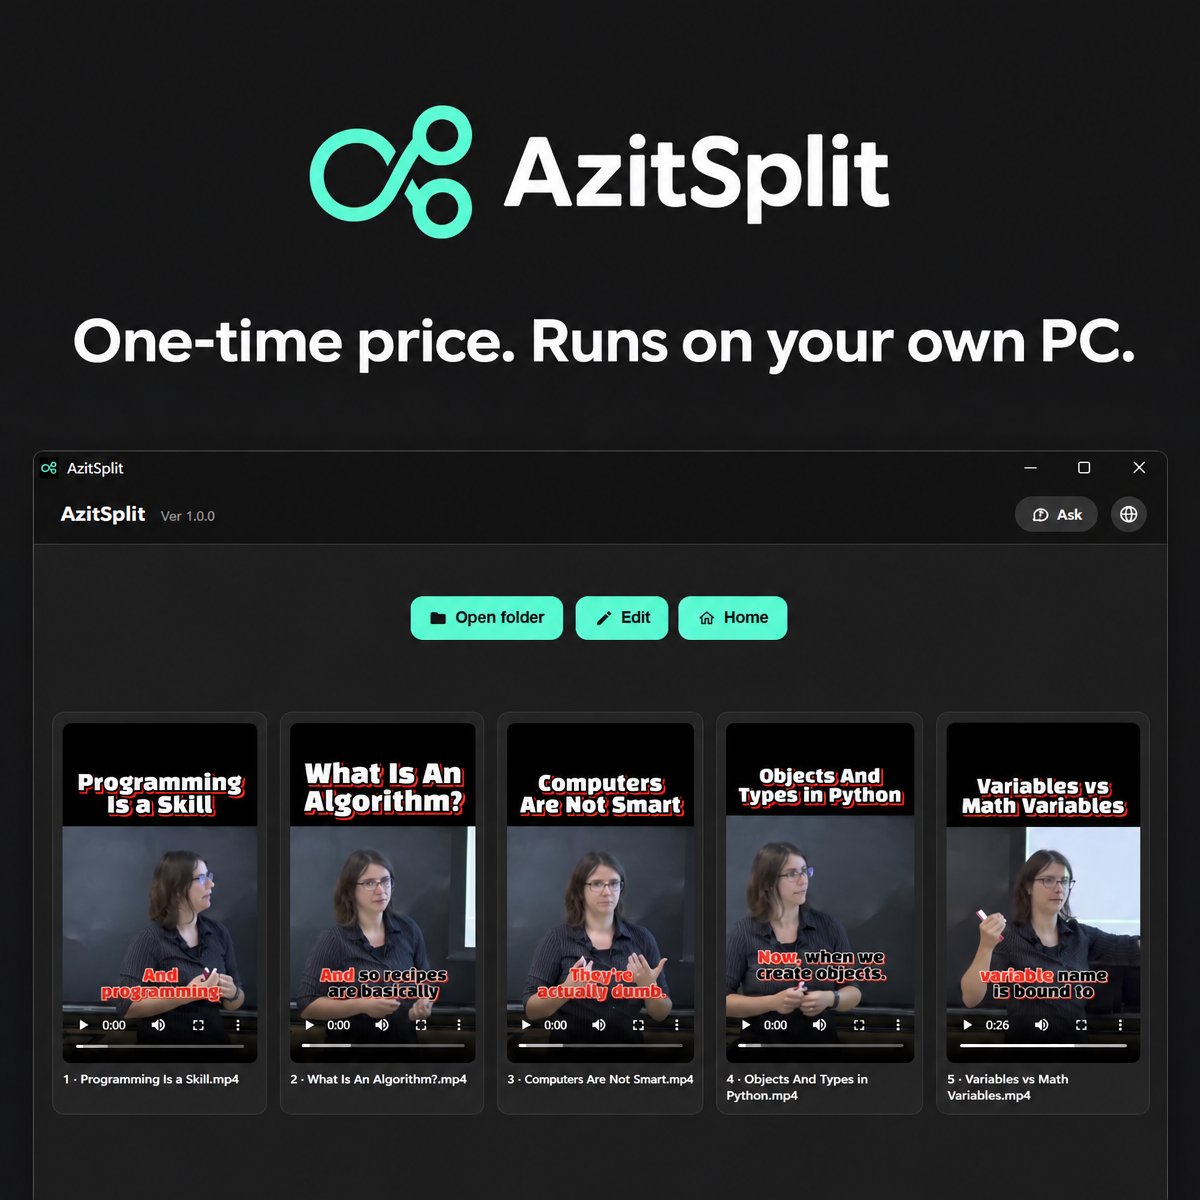 AzitSplit
One-time price. Runs on your own PC.
AzitSplit
AzitSplit Ver 1.0.0
Ask
Open folder
Edit
Home
Programming
Is a Skill
And
programming
0:00
1 · Programming Is a Skill.mp4
What Is An
Algorithm?
And so recipes
are basically
0:00
2 · What Is An Algorithm?.mp4
Computers
Are Not Smart
They're
actually dumb.
0:00
3 · Computers Are Not Smart.mp4
Objects And
Types in Python
Now, when we
create objects.
0:00
4 · Objects And Types in
Python.mp4
Variables vs
Math Variables
variable name
is bound to
0:26
5 · Variables vs Math
Variables.mp4